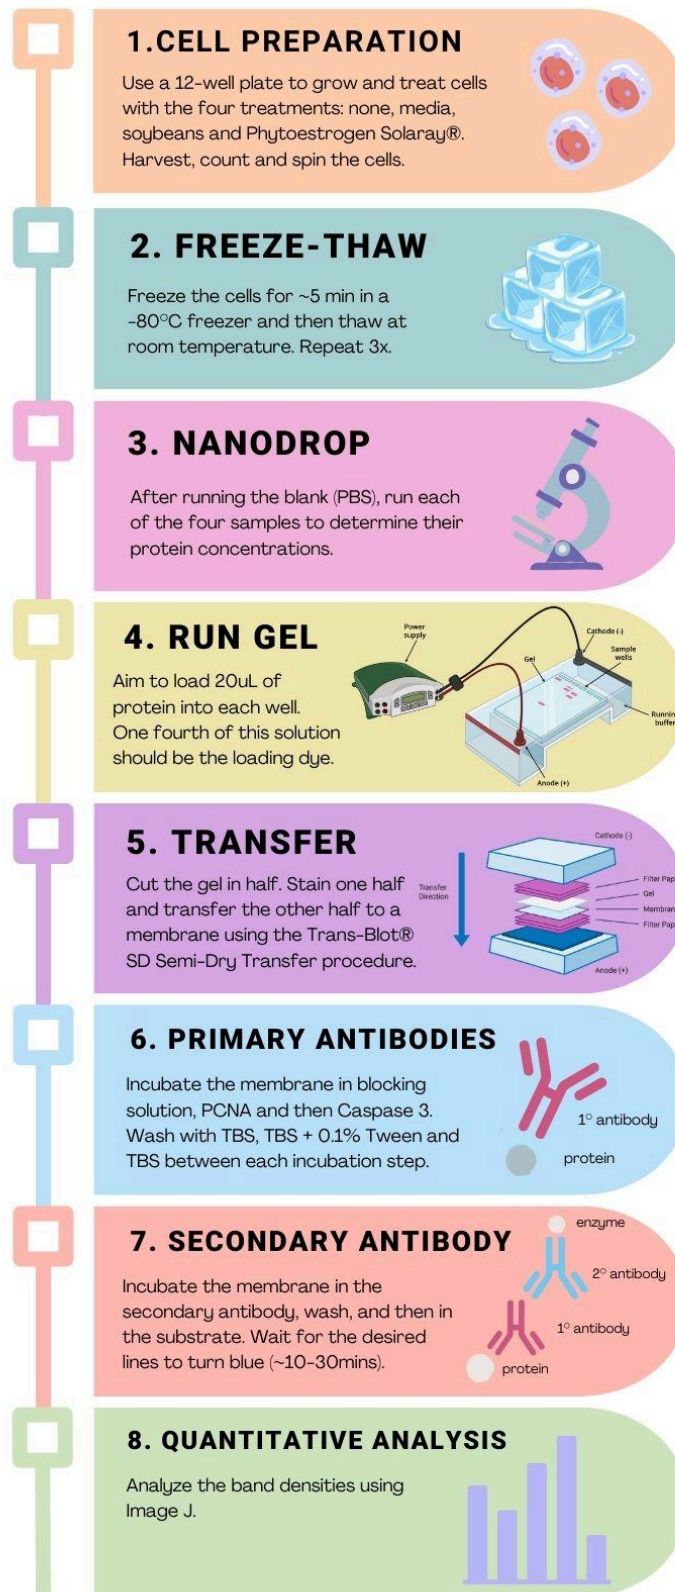 1.CELL PREPARATION
Use a 12-well plate to grow and treat cells
with the four treatments: none, media,
soybeans and Phytoestrogen Solaray®.
Harvest, count and spin the cells.
2. FREEZE-THAW
Freeze the cells for ~5 min in a
-80°C freezer and then thaw at
room temperature. Repeat 3x.
3. NANODROP
After running the blank (PBS), run each
of the four samples to determine their
protein concentrations.
4. RUN GEL
Aim to load 20uL of
protein into each well.
One fourth of this solution
should be the loading dye.
Power
supply
Cathode (-)
Gel
Sample
wells
Running
buffer
Anode (+)
5. TRANSFER
Cut the gel in half. Stain one half
and transfer the other half to a
membrane using the Trans-Blot®
SD Semi-Dry Transfer procedure.
Transfer
Direction
Cathode (-)
Filter Pap
Gel
Membran
Filter Pap
Anode (+)
6. PRIMARY ANTIBODIES
Incubate the membrane in blocking
solution, PCNA and then Caspase 3.
Wash with TBS, TBS + 0.1% Tween and
TBS between each incubation step.
1° antibody
protein
7. SECONDARY ANTIBODY
Incubate the membrane in the
secondary antibody, wash, and then in
the substrate. Wait for the desired
lines to turn blue (~10-30mins).
enzyme
2° antibody
1° antibody
protein
8. QUANTITATIVE ANALYSIS
Analyze the band densities using
Image J.